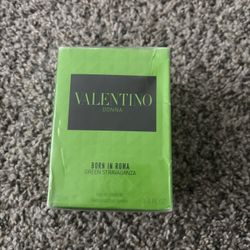 VALENTINO
DONNA
BORN IN ROMA
GREEN STRAVAGANZA